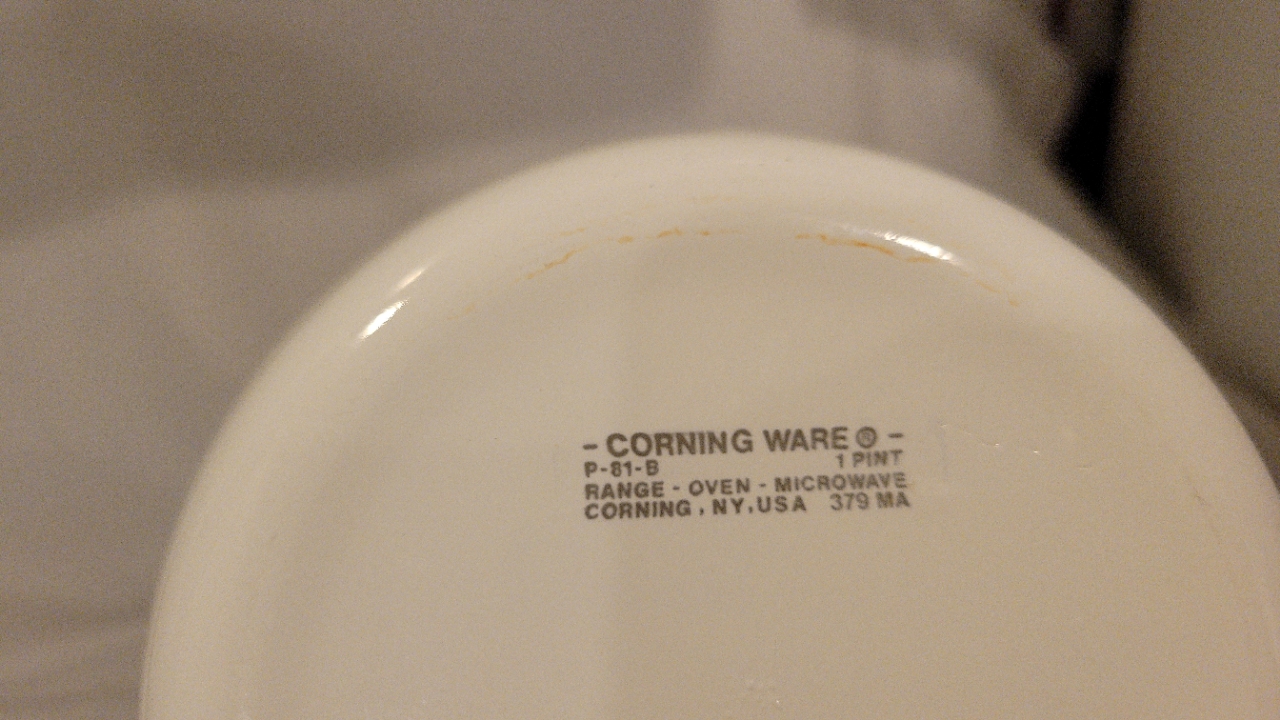 - CORNING WARE ® -
P-81-B 1 PINT
RANGE - OVEN - MICROWAVE
CORNING, NY. USA 379 MA